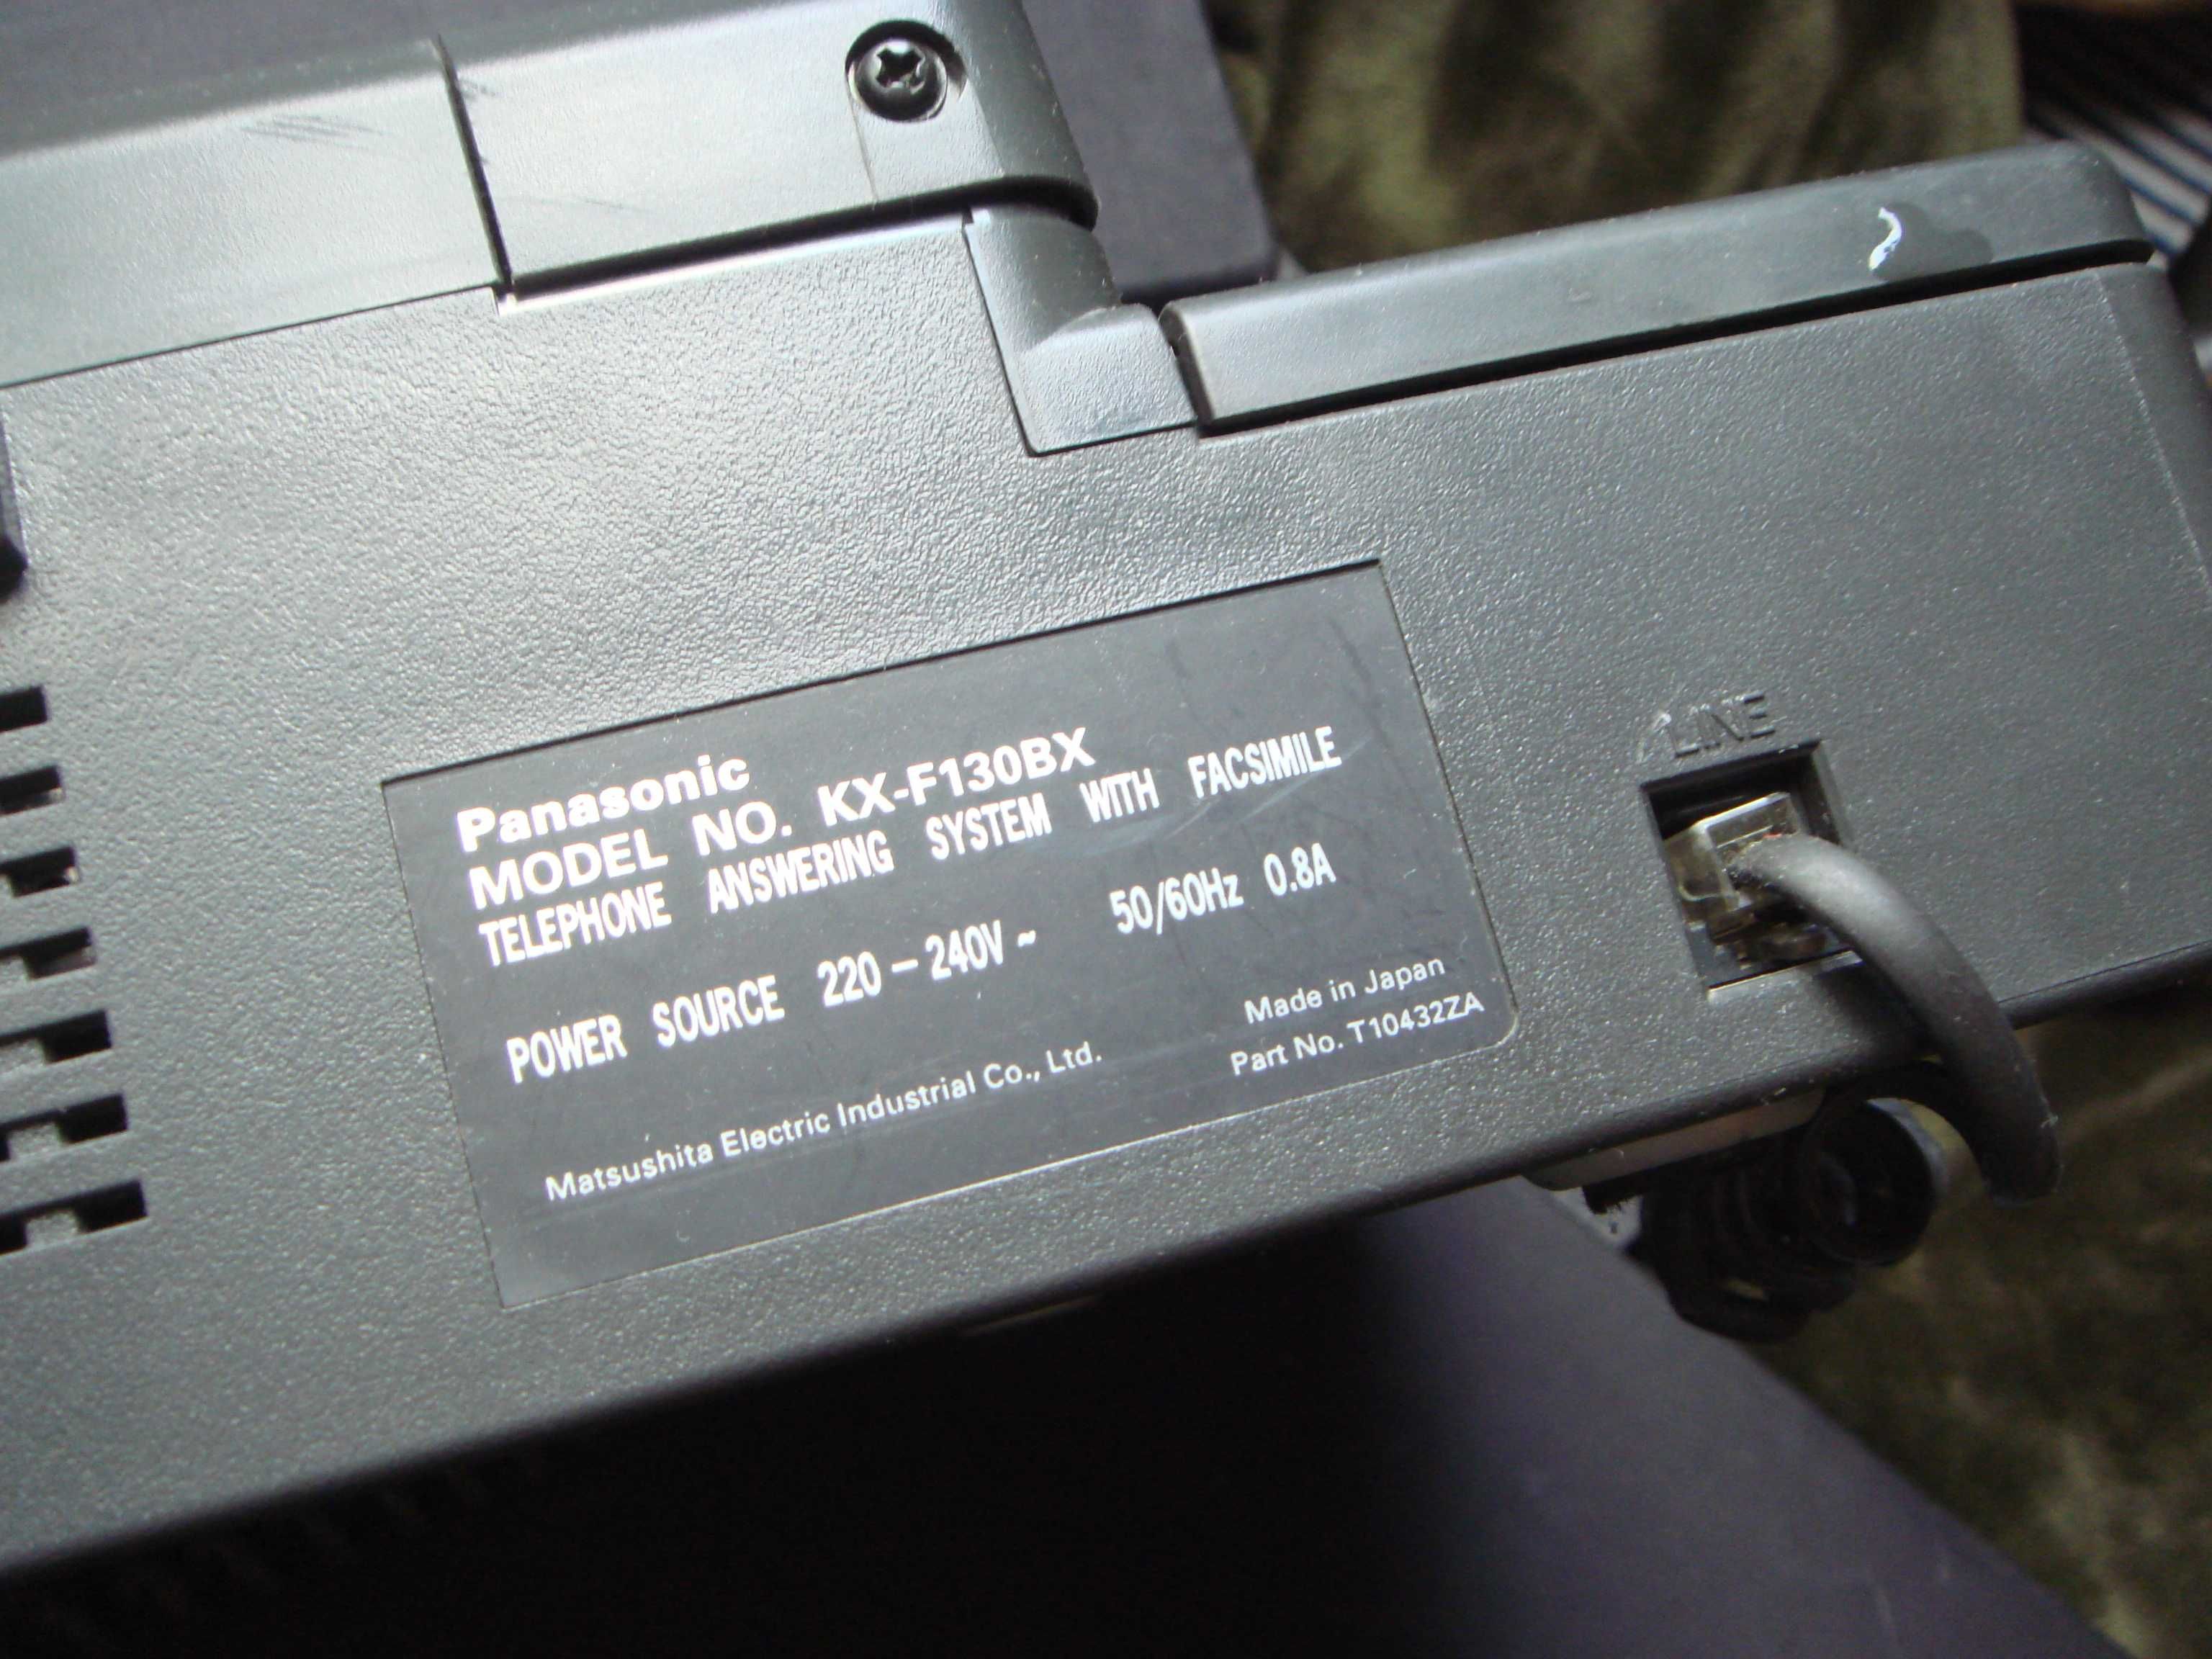 Panasonic
MODEL NO. KX-F130BX
TELEPHONE ANSWERING SYSTEM WITH FACSIMILE
POWER SOURCE 220 – 240V ~ 50/60Hz 0.8A
Matsushita Electric Industrial Co., Ltd.
Made in Japan
Part No. T10432ZA
LINE